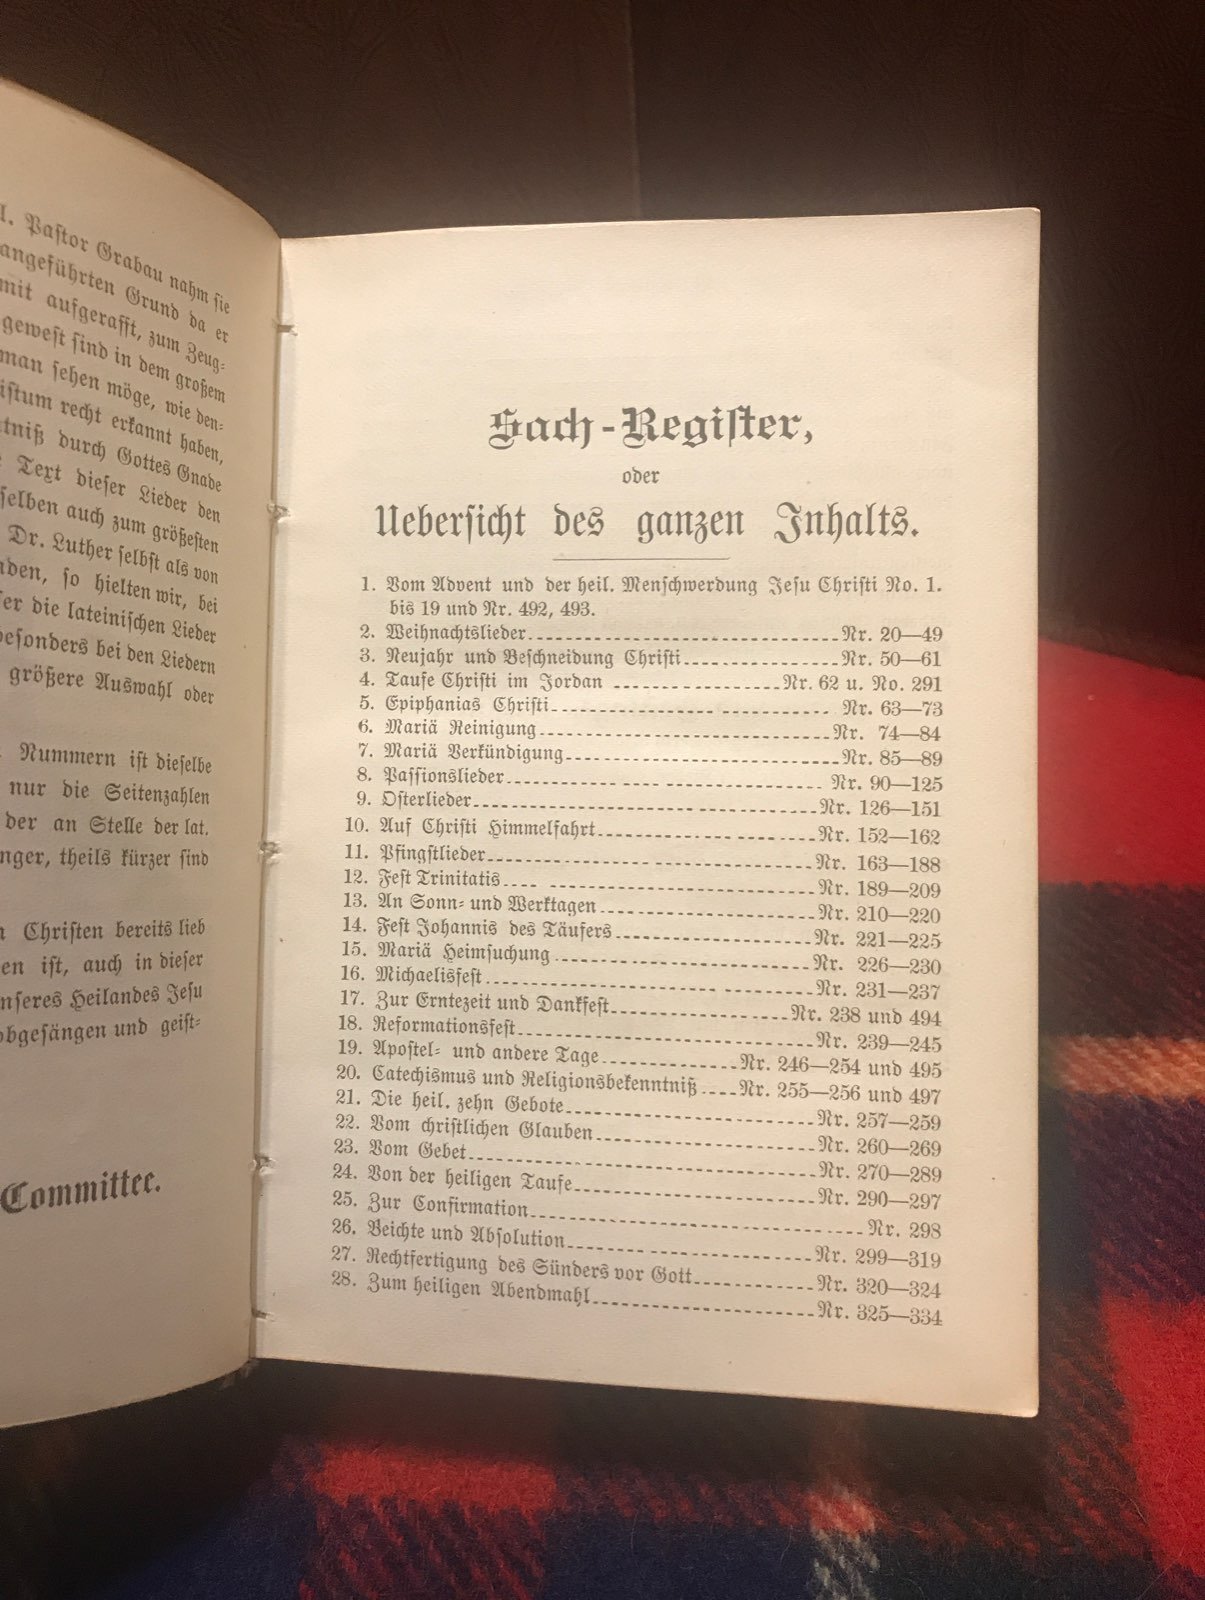 I. Pastor Grabau nahm sie
angeführten Grund da er
mit aufgerafft, zum Zeug-
gewest sind in dem großem
man sehen möge, wie den-
istum recht erkannt haben,
tniß durch Gottes Gnade
Text dieser Lieder den
selben auch zum größesten
Dr. Luther selbst als von
nden, so hielten wir, bei
er die lateinischen Lieder
besonders bei den Liedern
größere Auswahl oder
Nummern ist dieselbe
nur die Seitenzahlen
der an Stelle der lat.
nger, theils kürzer sind
Christen bereits lieb
en ist, auch in dieser
nseres Heilandes Jesu
obgesängen und geist-
Committee.
Sach-Register,
oder
Uebersicht des ganzen Inhalts.
1. Vom Advent und der heil. Menschwerdung Jesu Christi No. 1.
bis 19 und Nr. 492, 493.
2. Weihnachtslieder Nr. 20—49
3. Neujahr und Beschneidung Christi Nr. 50—61
4. Taufe Christi im Jordan Nr. 62 u. No. 291
5. Epiphanias Christi Nr. 63—73
6. Mariä Reinigung Nr. 74—84
7. Mariä Verkündigung Nr. 85—89
8. Passionslieder Nr. 90—125
9. Osterlieder Nr. 126—151
10. Auf Christi Himmelfahrt Nr. 152—162
11. Pfingstlieder Nr. 163—188
12. Fest Trinitatis Nr. 189—209
13. An Sonn- und Werktagen Nr. 210—220
14. Fest Johannis des Täufers Nr. 221—225
15. Mariä Heimsuchung Nr. 226—230
16. Michaelisfest Nr. 231—237
17. Zur Erntezeit und Dankfest Nr. 238 und 494
18. Reformationsfest Nr. 239—245
19. Apostel- und andere Tage Nr. 246—254 und 495
20. Catechismus und Religionsbekenntniß Nr. 255—256 und 497
21. Die heil. zehn Gebote Nr. 257—259
22. Vom christlichen Glauben Nr. 260—269
23. Vom Gebet Nr. 270—289
24. Von der heiligen Taufe Nr. 290—297
25. Zur Confirmation Nr. 298
26. Beichte und Absolution Nr. 299—319
27. Rechtfertigung des Sünders vor Gott Nr. 320—324
28. Zum heiligen Abendmahl Nr. 325—334